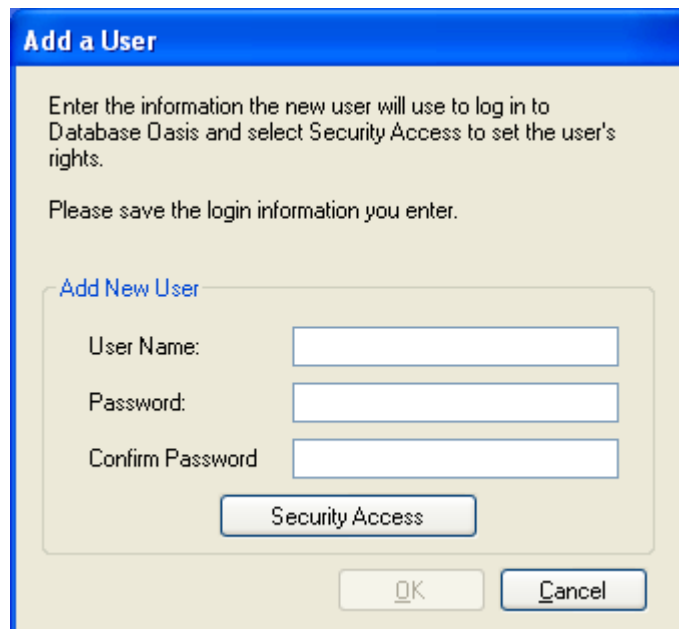 Add a User
Enter the information the new user will use to log in to
Database Oasis and select Security Access to set the user's
rights.
Please save the login information you enter.
Add New User
User Name:
Password:
Confirm Password
Security Access
OK
Cancel